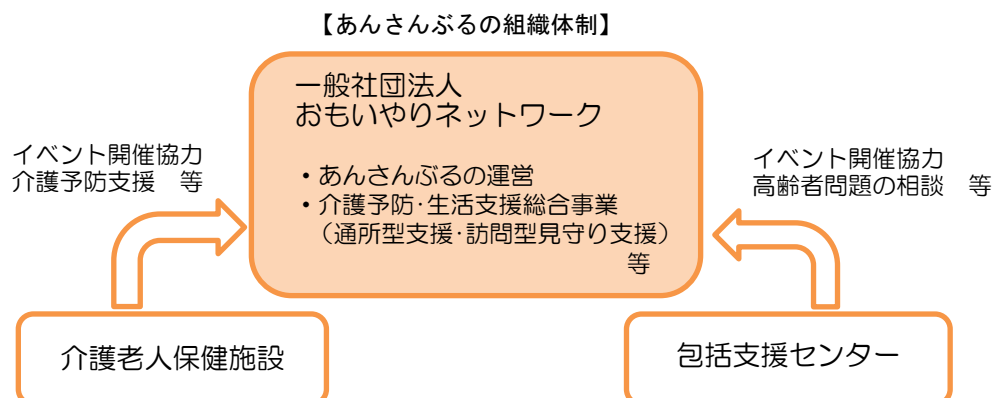 【あんさんぶるの組織体制】
一般社団法人
おもいやりネットワーク
・あんさんぶるの運営
・介護予防・生活支援総合事業
（通所型支援・訪問型見守り支援）
等
イベント開催協力
介護予防支援　等
イベント開催協力
高齢者問題の相談　等
介護老人保健施設
包括支援センター